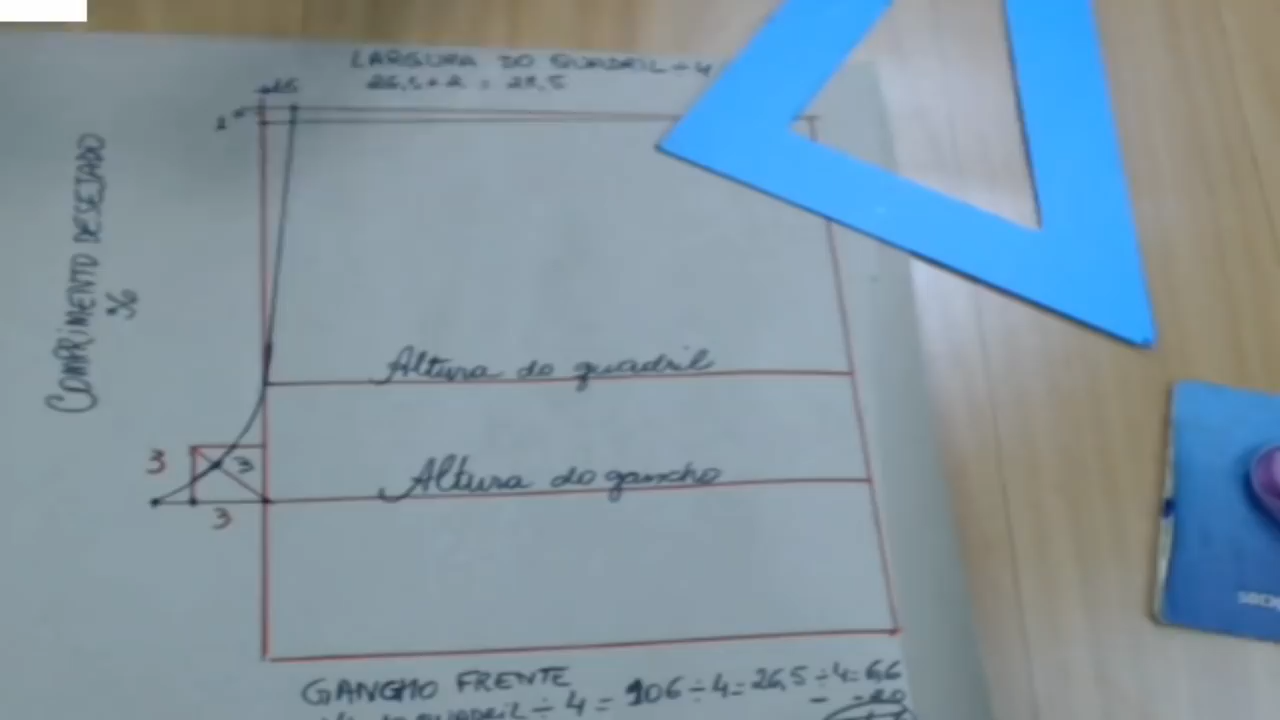 LARGURA DO QUADRIL ÷ 4
26,5 + 2 = 28,5
COMPRIMENTO DESEJADO
36
Altura do quadril
3
3
Altura do gancho
3
GANCHO FRENTE
QUADRIL ÷ 4 = 106 ÷ 4 = 26,5 ÷ 4 = 6,6